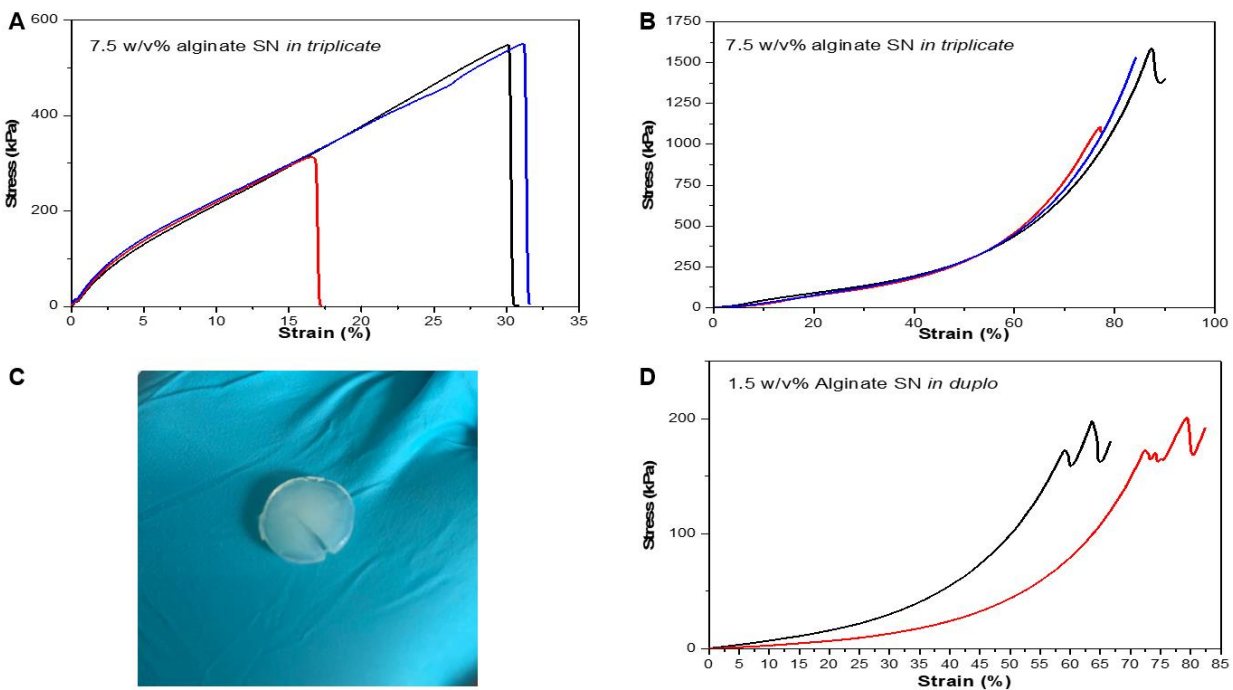 A
7.5 w/v% alginate SN in triplicate
600
400
200
0
Stress (kPa)
0 5 10 15 20 25 30 35
Strain (%)
B
7.5 w/v% alginate SN in triplicate
1750
1500
1250
1000
750
500
250
0
Stress (kPa)
0 20 40 60 80 100
Strain (%)
C
D
1.5 w/v% Alginate SN in duplo
200
100
0
Stress (kPa)
0 5 10 15 20 25 30 35 40 45 50 55 60 65 70 75 80 85
Strain (%)